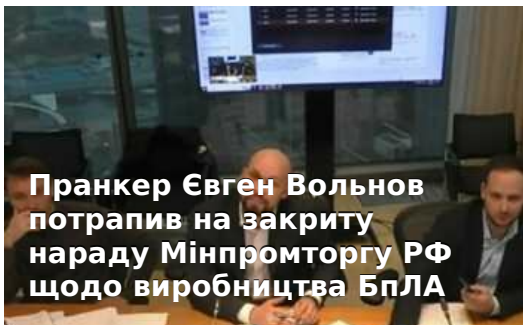 Пранкер Євген Вольнов
потрапив на закриту
нараду Мінпромторгу РФ
щодо виробництва БпЛА